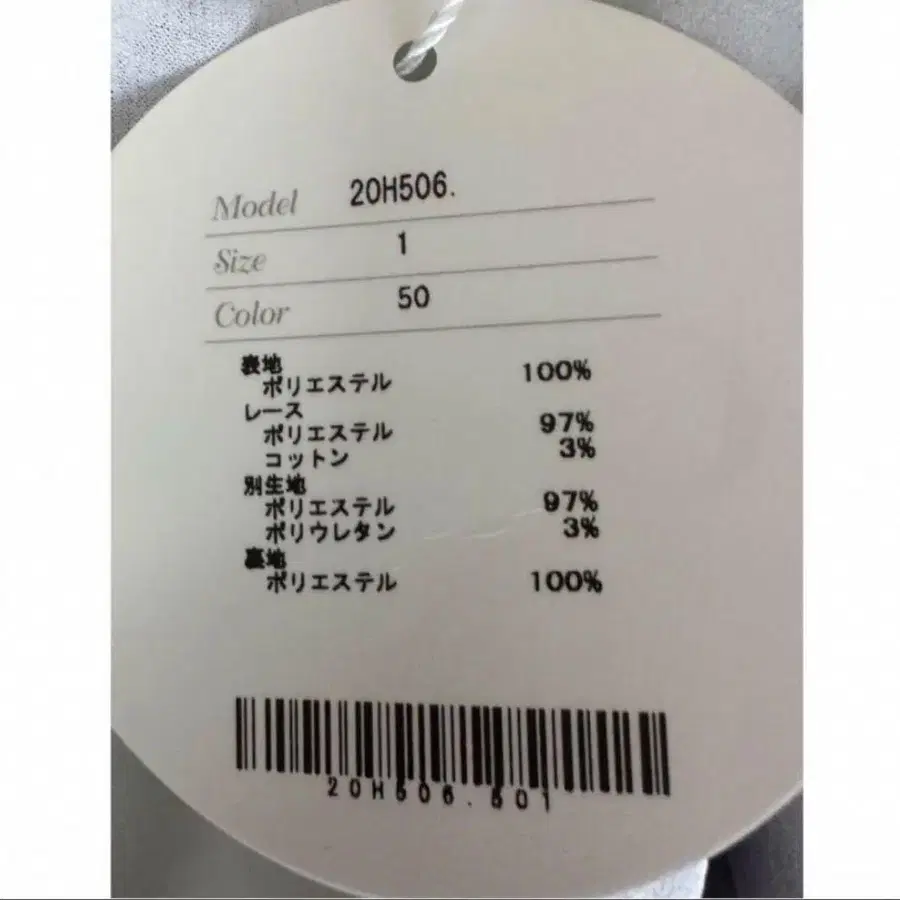 Model 20H506.
Size 1
Color 50
表地
ポリエステル 100%
レース
ポリエステル 97%
コットン 3%
別生地
ポリエステル 97%
ポリウレタン 3%
裏地
ポリエステル 100%
20H506.501